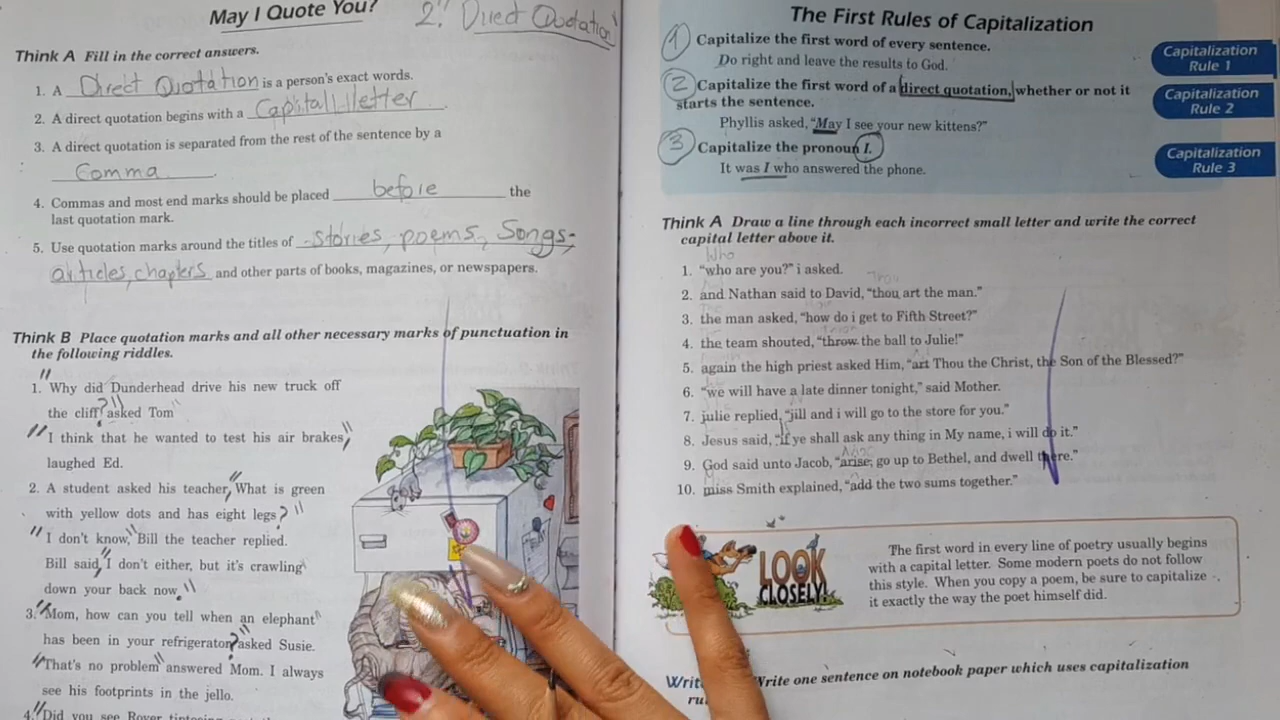 May I Quote You?
2. Direct Quotation
Think A Fill in the correct answers.
1. A Direct Quotation is a person's exact words.
2. A direct quotation begins with a Capital letter.
3. A direct quotation is separated from the rest of the sentence by a
Comma.
4. Commas and most end marks should be placed before the
last quotation mark.
5. Use quotation marks around the titles of stories, poems, Songs,
articles, chapters and other parts of books, magazines, or newspapers.
Think B Place quotation marks and all other necessary marks of punctuation in
the following riddles.
1. "Why did Dunderhead drive his new truck off
the cliff?" asked Tom.
"I think that he wanted to test his air brakes,"
laughed Ed.
2. A student asked his teacher, "What is green
with yellow dots and has eight legs?"
"I don't know," Bill the teacher replied.
Bill said, "I don't either, but it's crawling
down your back now."
3. "Mom, how can you tell when an elephant
has been in your refrigerator?" asked Susie.
"That's no problem" answered Mom. I always
see his footprints in the jello.
4. "Did you see Rover
The First Rules of Capitalization
1 Capitalize the first word of every sentence.
Do right and leave the results to God.
Capitalization
Rule 1
2 Capitalize the first word of a direct quotation, whether or not it
starts the sentence.
Phyllis asked, "May I see your new kittens?"
Capitalization
Rule 2
3 Capitalize the pronoun I.
It was I who answered the phone.
Capitalization
Rule 3
Think A Draw a line through each incorrect small letter and write the correct
capital letter above it.
Who
1. "who are you?" i asked.
Thou
2. and Nathan said to David, "thou art the man."
3. the man asked, "how do i get to Fifth Street?"
4. the team shouted, "throw the ball to Julie!"
Art
5. again the high priest asked Him, "art Thou the Christ, the Son of the Blessed?"
6. "we will have a late dinner tonight," said Mother.
7. julie replied, "jill and i will go to the store for you."
8. Jesus said, "If ye shall ask any thing in My name, i will do it."
9. God said unto Jacob, "arise, go up to Bethel, and dwell there."
10. miss Smith explained, "add the two sums together."
LOOK
CLOSELY!
The first word in every line of poetry usually begins
with a capital letter. Some modern poets do not follow
this style. When you copy a poem, be sure to capitalize
it exactly the way the poet himself did.
Write one sentence on notebook paper which uses capitalization